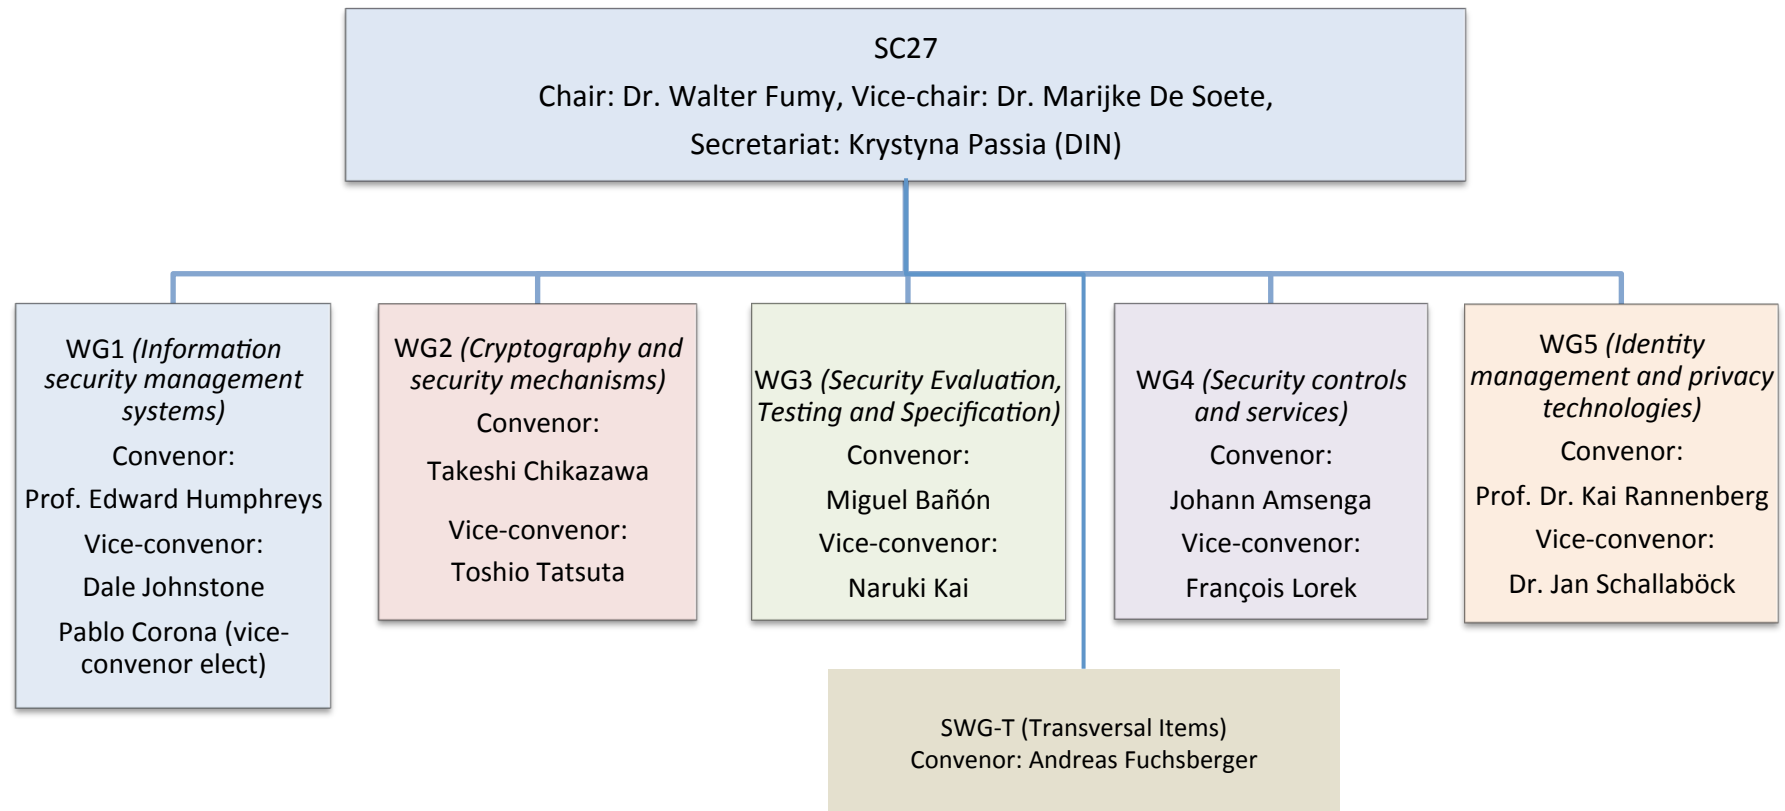 SC27
Chair: Dr. Walter Fumy, Vice-chair: Dr. Marijke De Soete,
Secretariat: Krystyna Passia (DIN)
WG1 (Information
security management
systems)
Convenor:
Prof. Edward Humphreys
Vice-convenor:
Dale Johnstone
Pablo Corona (vice-
convenor elect)
WG2 (Cryptography and
security mechanisms)
Convenor:
Takeshi Chikazawa
Vice-convenor:
Toshio Tatsuta
WG3 (Security Evaluation,
Testing and Specification)
Convenor:
Miguel Bañón
Vice-convenor:
Naruki Kai
WG4 (Security controls
and services)
Convenor:
Johann Amsenga
Vice-convenor:
François Lorek
WG5 (Identity
management and privacy
technologies)
Convenor:
Prof. Dr. Kai Rannenberg
Vice-convenor:
Dr. Jan Schallaböck
SWG-T (Transversal Items)
Convenor: Andreas Fuchsberger